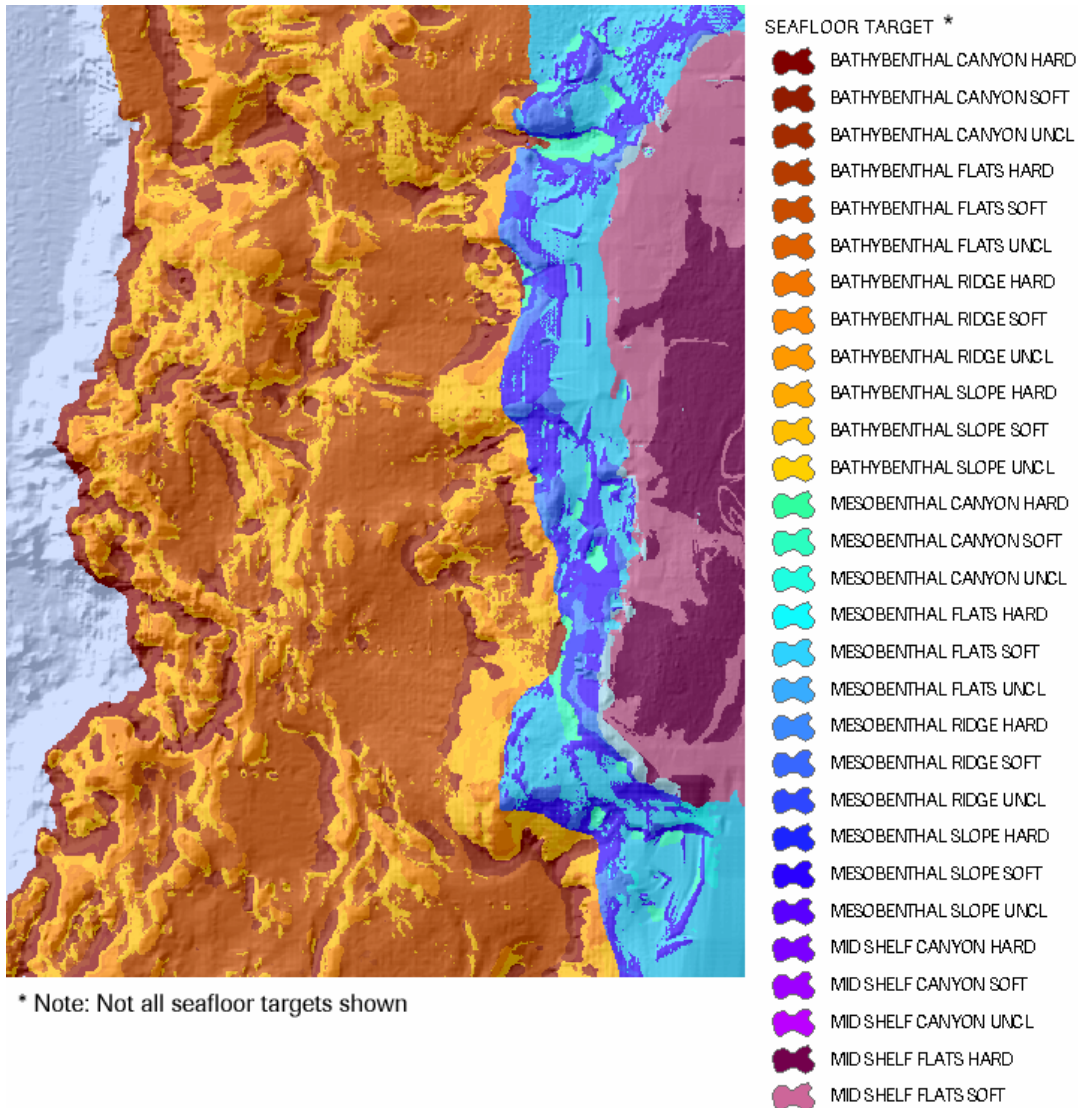 SEAFLOOR TARGET *
BATHYBENTHAL CANYON HARD
BATHYBENTHAL CANYON SOFT
BATHYBENTHAL CANYON UNCL
BATHYBENTHAL FLATS HARD
BATHYBENTHAL FLATS SOFT
BATHYBENTHAL FLATS UNCL
BATHYBENTHAL RIDGE HARD
BATHYBENTHAL RIDGE SOFT
BATHYBENTHAL RIDGE UNCL
BATHYBENTHAL SLOPE HARD
BATHYBENTHAL SLOPE SOFT
BATHYBENTHAL SLOPE UNCL
MESOBENTHAL CANYON HARD
MESOBENTHAL CANYON SOFT
MESOBENTHAL CANYON UNCL
MESOBENTHAL FLATS HARD
MESOBENTHAL FLATS SOFT
MESOBENTHAL FLATS UNCL
MESOBENTHAL RIDGE HARD
MESOBENTHAL RIDGE SOFT
MESOBENTHAL RIDGE UNCL
MESOBENTHAL SLOPE HARD
MESOBENTHAL SLOPE SOFT
MESOBENTHAL SLOPE UNCL
MID SHELF CANYON HARD
MID SHELF CANYON SOFT
MID SHELF CANYON UNCL
MID SHELF FLATS HARD
MID SHELF FLATS SOFT
* Note: Not all seafloor targets shown